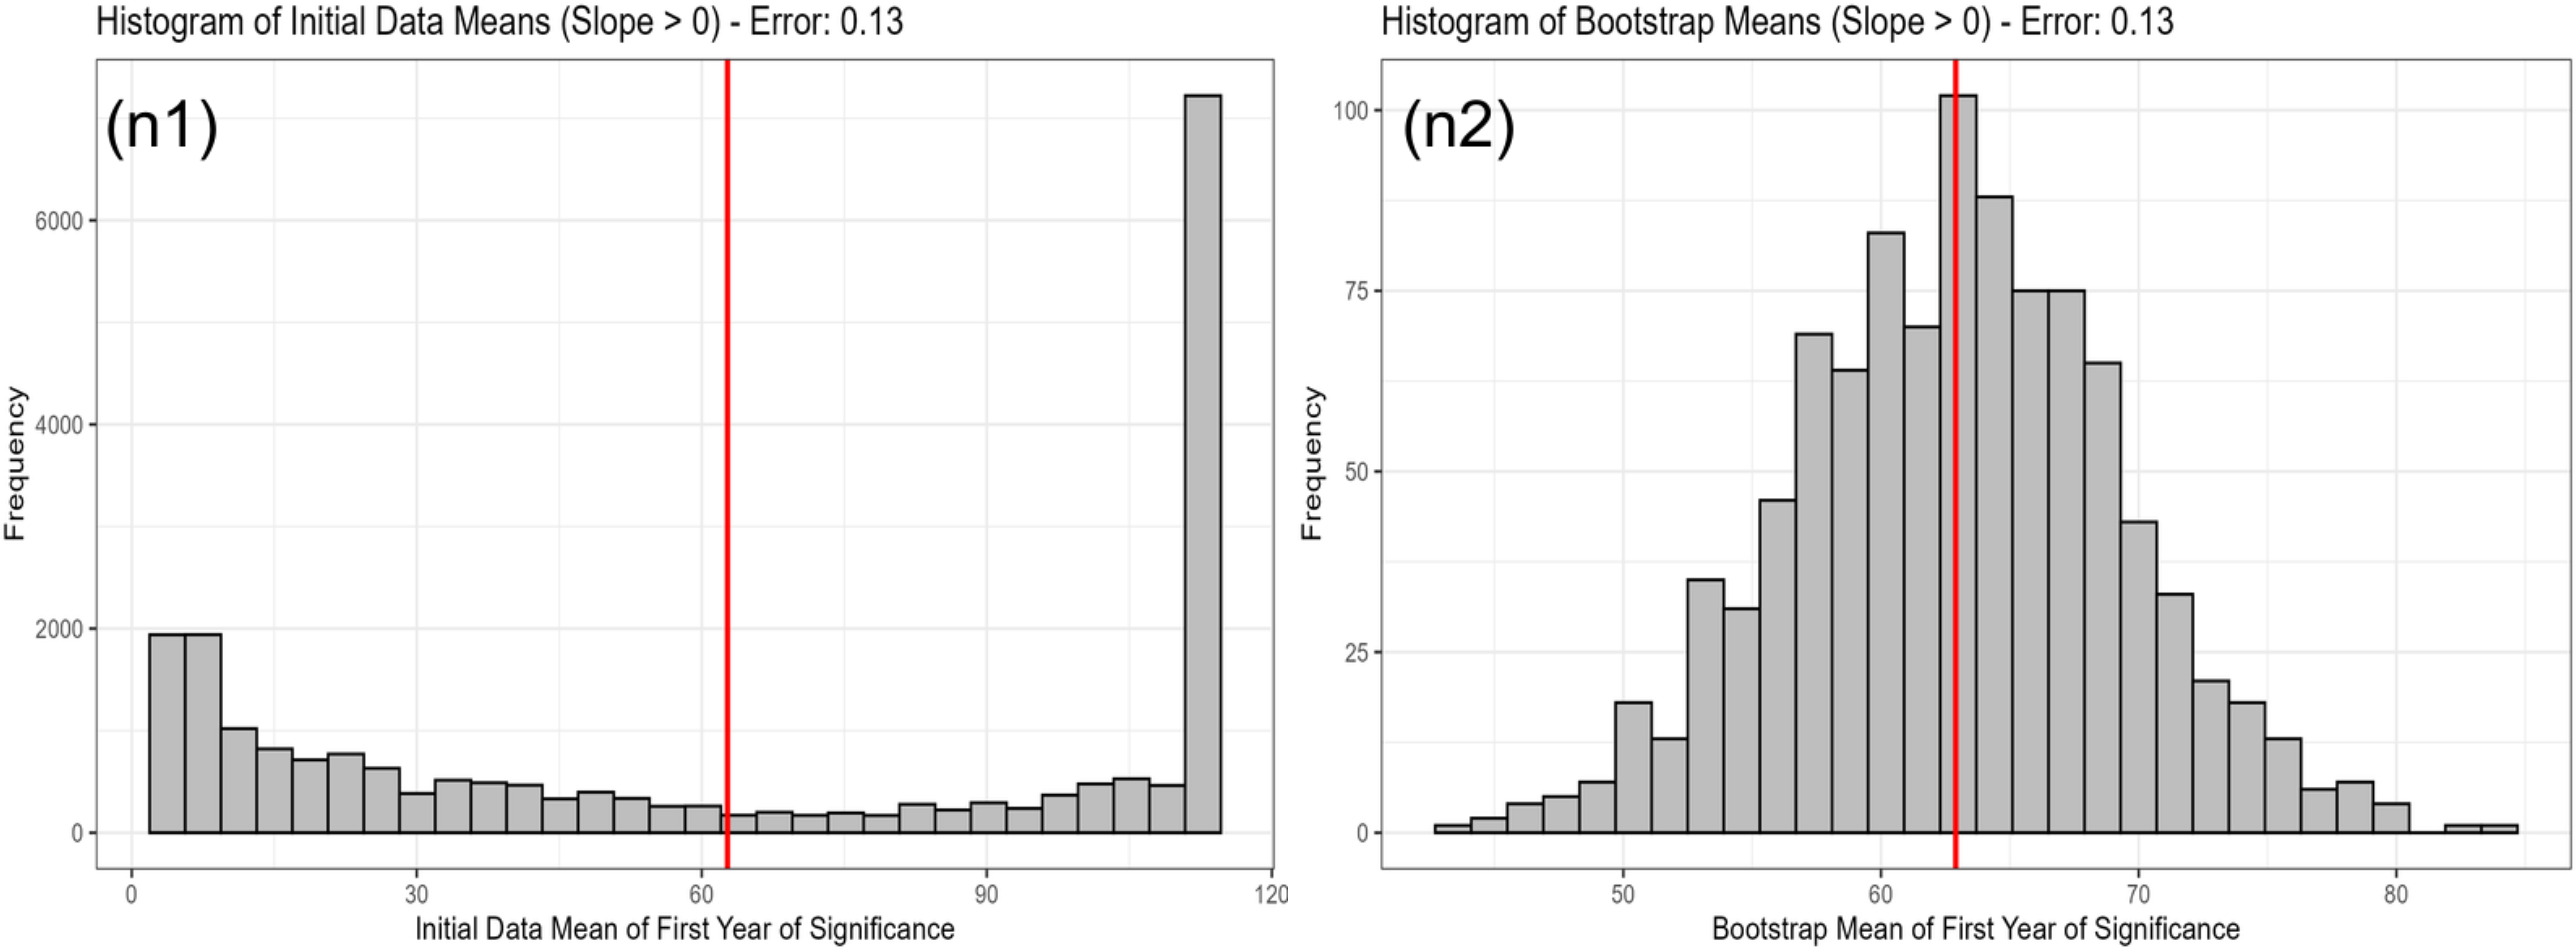 Histogram of Initial Data Means (Slope > 0) - Error: 0.13
(n1)
Frequency
6000
4000
2000
0
0 30 60 90 120
Initial Data Mean of First Year of Significance
Histogram of Bootstrap Means (Slope > 0) - Error: 0.13
(n2)
Frequency
100
75
50
25
0
50 60 70 80
Bootstrap Mean of First Year of Significance